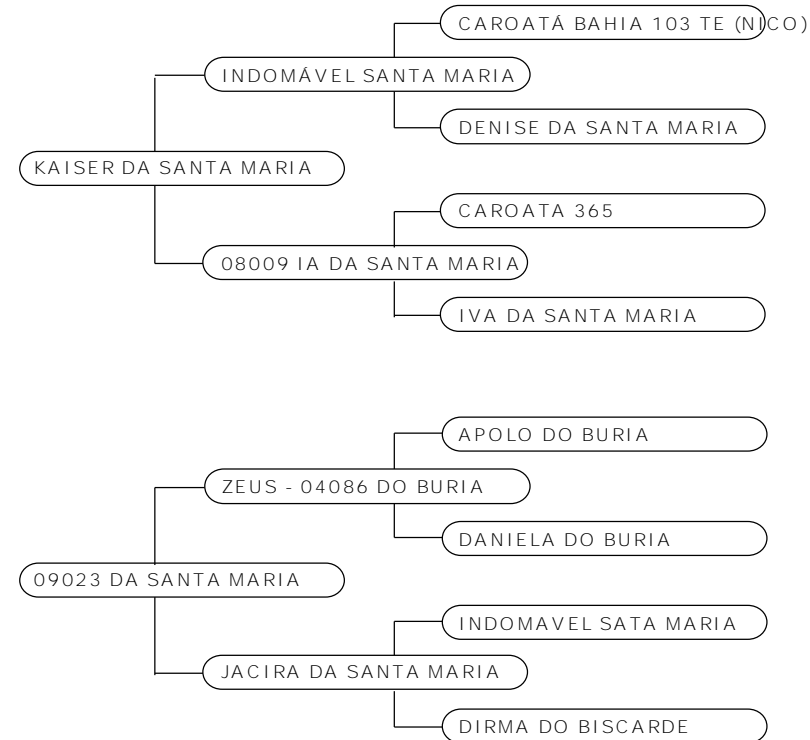 CAROATÁ BAHIA 103 TE (NICO)
INDOMÁVEL SANTA MARIA
DENISE DA SANTA MARIA
KAISER DA SANTA MARIA
CAROATA 365
08009 IA DA SANTA MARIA
IVA DA SANTA MARIA
APOLO DO BURIA
ZEUS - 04086 DO BURIA
DANIELA DO BURIA
09023 DA SANTA MARIA
INDOMAVEL SATA MARIA
JACIRA DA SANTA MARIA
DIRMA DO BISCARDE